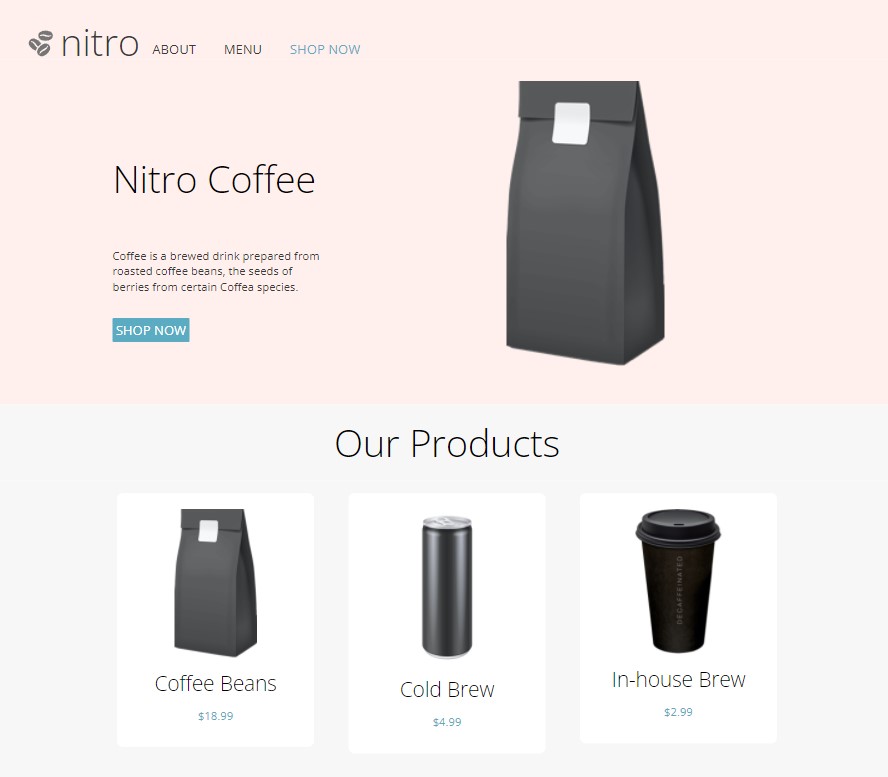 nitro ABOUT MENU SHOP NOW
Nitro Coffee
Coffee is a brewed drink prepared from
roasted coffee beans, the seeds of
berries from certain Coffea species.
SHOP NOW
Our Products
DECAFFEINATED
Coffee Beans
$18.99
Cold Brew
$4.99
In-house Brew
$2.99